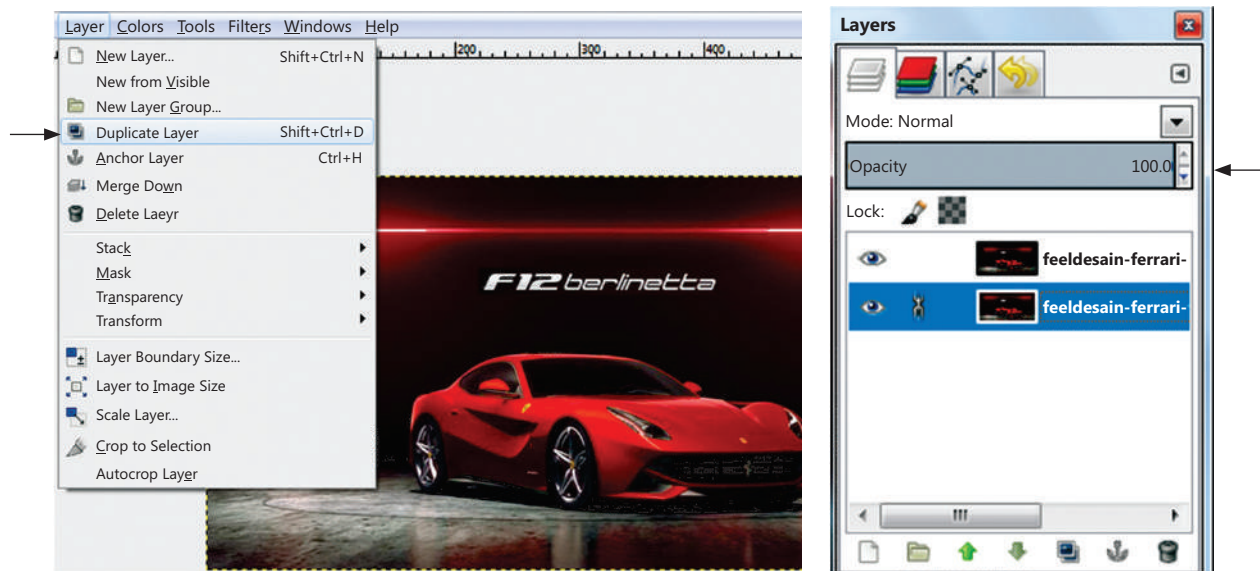 Layer Colors Tools Filters Windows Help
200 300 400
New Layer... Shift+Ctrl+N
New from Visible
New Layer Group...
Duplicate Layer Shift+Ctrl+D
Anchor Layer Ctrl+H
Merge Down
Delete Laeyr
Stack
Mask
Transparency
Transform
Layer Boundary Size...
Layer to Image Size
Scale Layer...
Crop to Selection
Autocrop Layer
F12 berlinetta
Layers
Mode: Normal
Opacity 100.0
Lock:
feeldesain-ferrari-
feeldesain-ferrari-